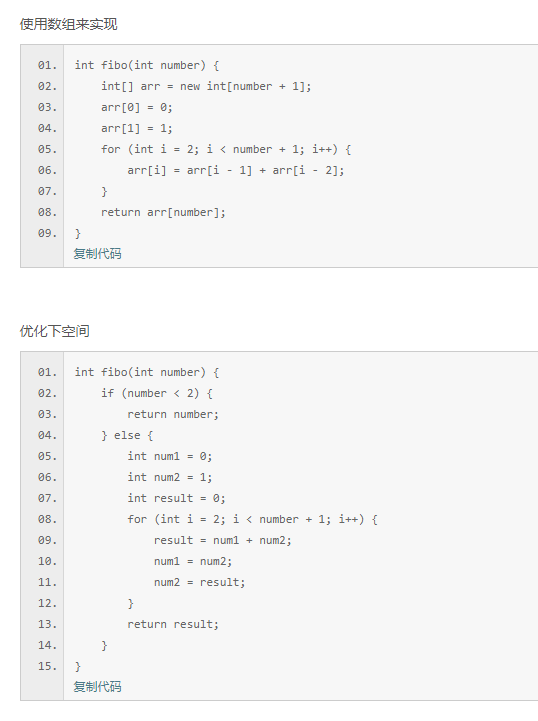 使用数组来实现
01. int fibo(int number) {
02.     int[] arr = new int[number + 1];
03.     arr[0] = 0;
04.     arr[1] = 1;
05.     for (int i = 2; i < number + 1; i++) {
06.         arr[i] = arr[i - 1] + arr[i - 2];
07.     }
08.     return arr[number];
09. }
复制代码
优化下空间
01. int fibo(int number) {
02.     if (number < 2) {
03.         return number;
04.     } else {
05.         int num1 = 0;
06.         int num2 = 1;
07.         int result = 0;
08.         for (int i = 2; i < number + 1; i++) {
09.             result = num1 + num2;
10.             num1 = num2;
11.             num2 = result;
12.         }
13.         return result;
14.     }
15. }
复制代码